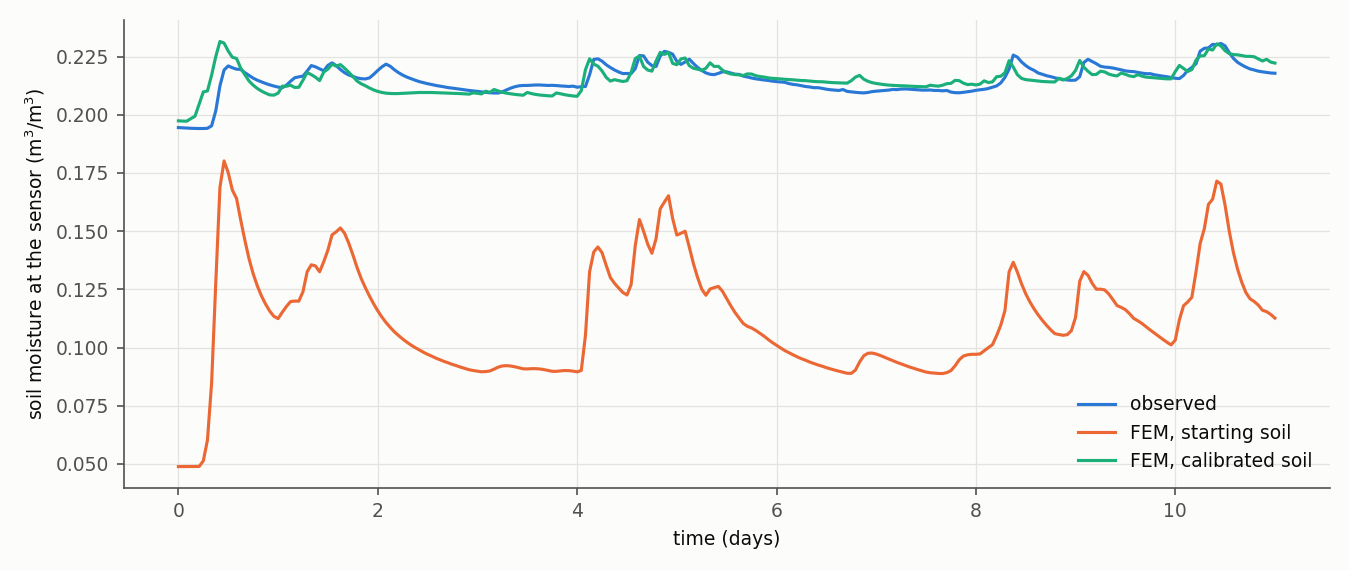 soil moisture at the sensor (m³/m³)
0.225
0.200
0.175
0.150
0.125
0.100
0.075
0.050
observed
FEM, starting soil
FEM, calibrated soil
0 2 4 6 8 10
time (days)